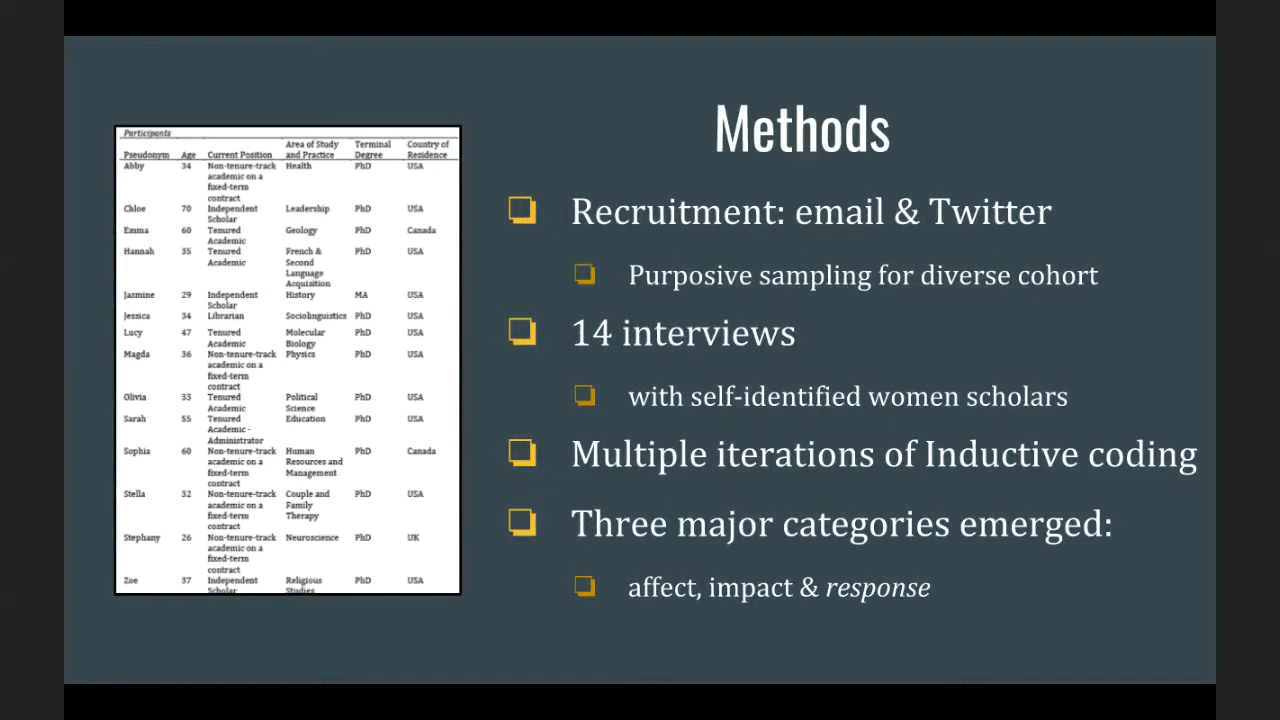 Participants
Pseudonym Age Current Position Area of Study and Practice Terminal Degree Country of Residence
Abby 34 Non-tenure-track academic on a fixed-term contract Health PhD USA
Chloe 70 Independent Scholar Leadership PhD USA
Emma 60 Tenured Academic Geology PhD Canada
Hannah 35 Tenured Academic French & Second Language Acquisition PhD USA
Jasmine 29 Independent Scholar History MA USA
Jessica 34 Librarian Sociolinguistics PhD USA
Lucy 47 Tenured Academic Molecular Biology PhD USA
Magda 36 Non-tenure-track academic on a fixed-term contract Physics PhD USA
Olivia 33 Tenured Academic Political Science PhD USA
Sarah 55 Tenured Academic - Administrator Education PhD USA
Sophia 60 Non-tenure-track academic on a fixed-term contract Human Resources and Management PhD Canada
Stella 32 Non-tenure-track academic on a fixed-term contract Couple and Family Therapy PhD USA
Stephany 26 Non-tenure-track academic on a fixed-term contract Neuroscience PhD UK
Zoe 37 Independent Scholar Religious Studies PhD USA
Methods
Recruitment: email & Twitter
Purposive sampling for diverse cohort
14 interviews
with self-identified women scholars
Multiple iterations of Inductive coding
Three major categories emerged:
affect, impact & response